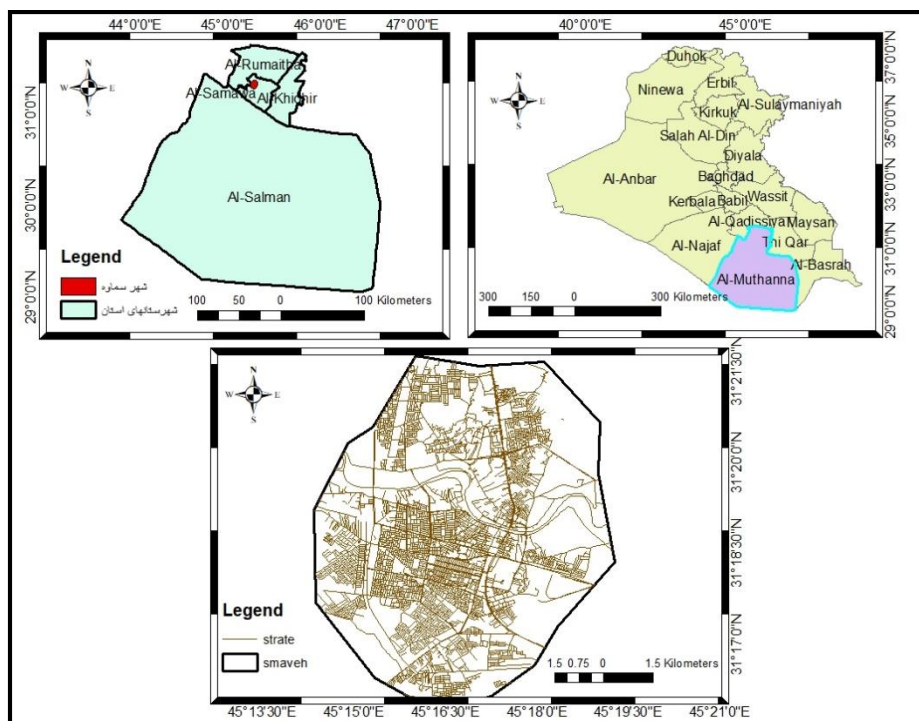 44°0'0"E 45°0'0"E 46°0'0"E 47°0'0"E
N
W E
S
Al-Rumaitha
Al-Samawa
Al-Khidhir
Al-Salman
31°0'0"N
30°0'0"N
29°0'0"N
Legend
شهر سماوه
شهرستانهای استان
100 50 0 100 Kilometers
40°0'0"E 45°0'0"E
N
W E
S
Duhok
Ninewa
Erbil
Al-Sulaymaniyah
Kirkuk
Salah Al-Din
Diyala
Al-Anbar
Baghdad
Kerbala
Babil
Wassit
Al-Qadissiya
Maysan
Al-Najaf
Thi Qar
Al-Basrah
Al-Muthanna
37°0'0"N
35°0'0"N
33°0'0"N
31°0'0"N
29°0'0"N
300 150 0 300 Kilometers
N
W E
S
31°21'30"N
31°20'0"N
31°18'30"N
31°17'0"N
Legend
strate
smaveh
1.5 0.75 0 1.5 Kilometers
45°13'30"E 45°15'0"E 45°16'30"E 45°18'0"E 45°19'30"E 45°21'0"E